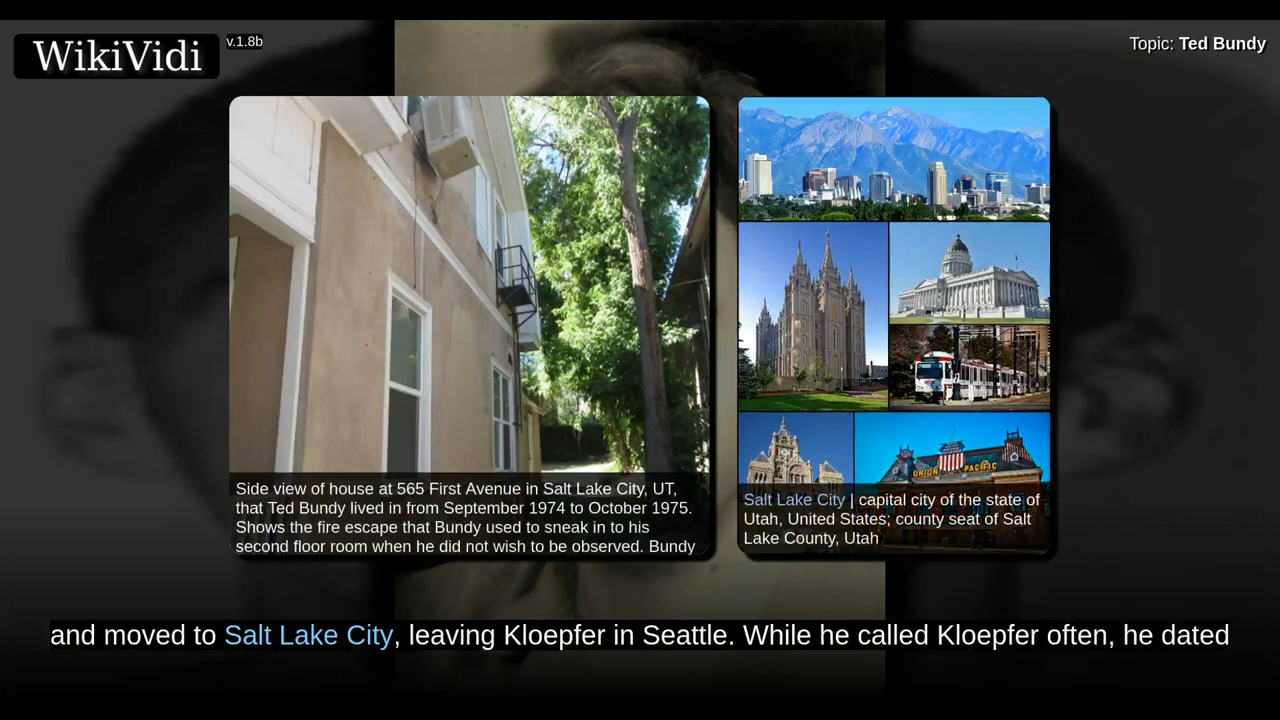 WikiVidi
v.1.8b
Topic: Ted Bundy
UNION PACIFIC
Side view of house at 565 First Avenue in Salt Lake City, UT,
that Ted Bundy lived in from September 1974 to October 1975.
Shows the fire escape that Bundy used to sneak in to his
second floor room when he did not wish to be observed. Bundy
Salt Lake City | capital city of the state of
Utah, United States; county seat of Salt
Lake County, Utah
and moved to Salt Lake City, leaving Kloepfer in Seattle. While he called Kloepfer often, he dated